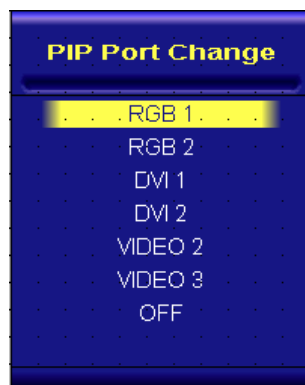 PIP Port Change
RGB 1
RGB 2
DVI 1
DVI 2
VIDEO 2
VIDEO 3
OFF